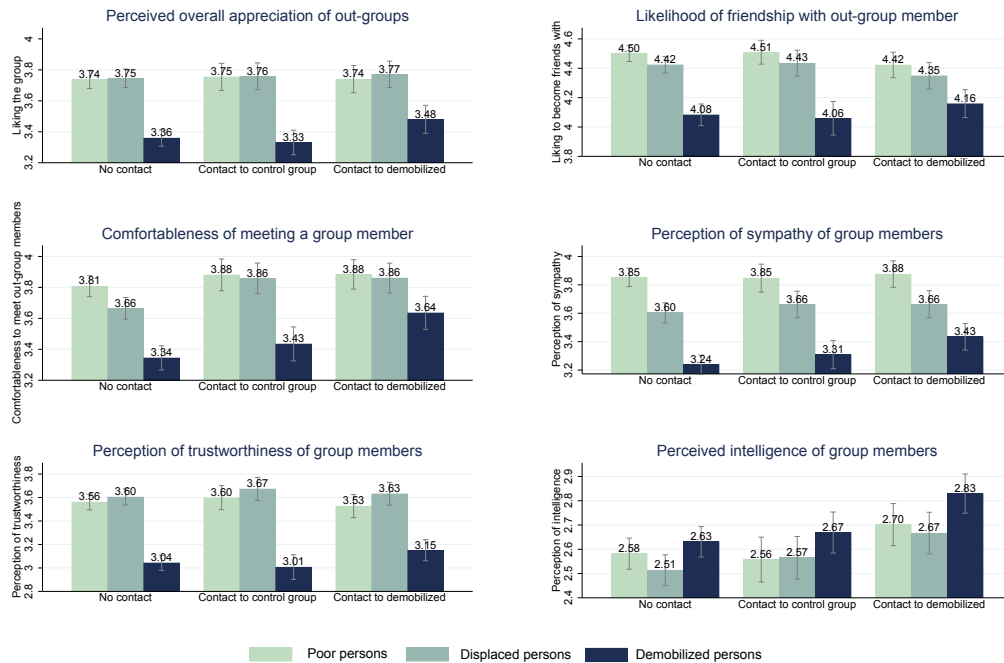 Perceived overall appreciation of out-groups
Liking the group
4
3.8
3.6
3.4
3.2
3.74 3.75 3.36
3.75 3.76 3.33
3.74 3.77 3.48
No contact Contact to control group Contact to demobilized
Likelihood of friendship with out-group member
Liking to become friends with
4.6
4.4
4.2
4
3.8
4.50 4.42 4.08
4.51 4.43 4.06
4.42 4.35 4.16
No contact Contact to control group Contact to demobilized
Comfortableness of meeting a group member
Comfortableness to meet out-group members
4
3.8
3.6
3.4
3.2
3.81 3.66 3.34
3.88 3.86 3.43
3.88 3.86 3.64
No contact Contact to control group Contact to demobilized
Perception of sympathy of group members
Perception of sympathy
4
3.8
3.6
3.4
3.2
3.85 3.60 3.24
3.85 3.66 3.31
3.88 3.66 3.43
No contact Contact to control group Contact to demobilized
Perception of trustworthiness of group members
Perception of trustworthiness
3.8
3.6
3.4
3.2
3
2.8
3.56 3.60 3.04
3.60 3.67 3.01
3.53 3.63 3.15
No contact Contact to control group Contact to demobilized
Perceived intelligence of group members
Perception of intelligence
2.9
2.8
2.7
2.6
2.5
2.4
2.58 2.51 2.63
2.56 2.57 2.67
2.70 2.67 2.83
No contact Contact to control group Contact to demobilized
Poor persons Displaced persons Demobilized persons